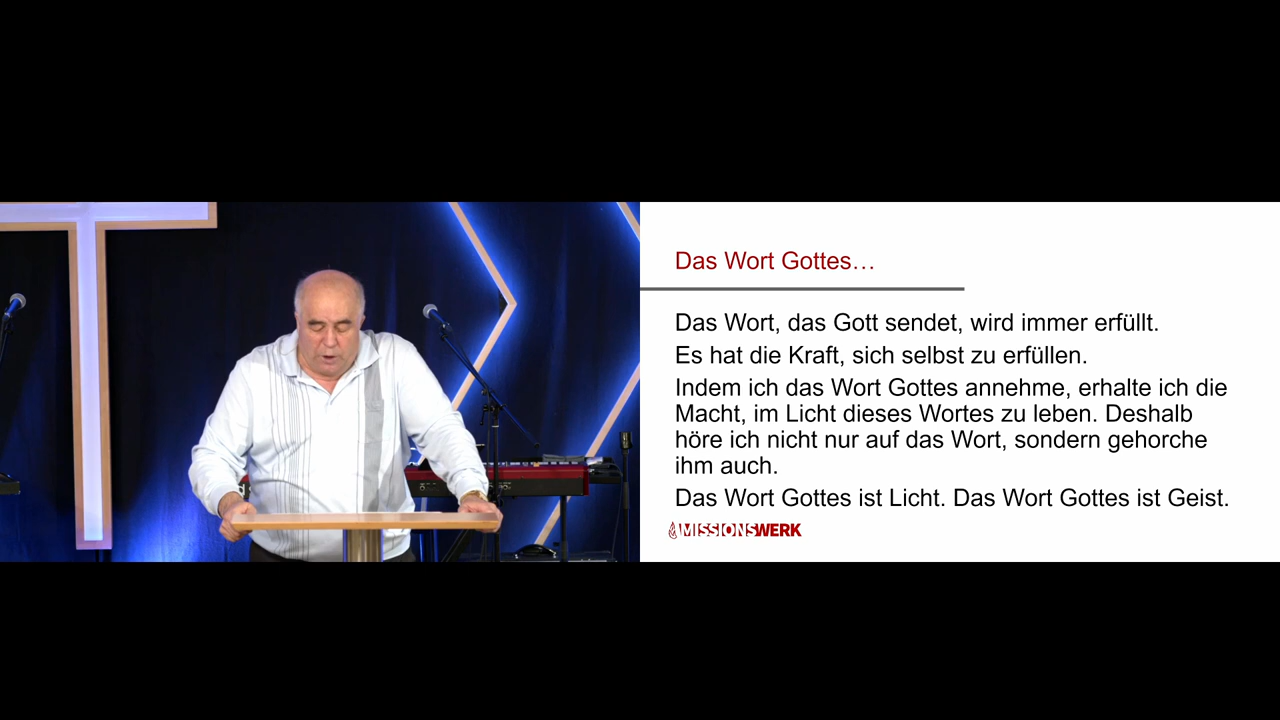 Das Wort Gottes…
Das Wort, das Gott sendet, wird immer erfüllt.
Es hat die Kraft, sich selbst zu erfüllen.
Indem ich das Wort Gottes annehme, erhalte ich die
Macht, im Licht dieses Wortes zu leben. Deshalb
höre ich nicht nur auf das Wort, sondern gehorche
ihm auch.
Das Wort Gottes ist Licht. Das Wort Gottes ist Geist.
MISSIONSWERK